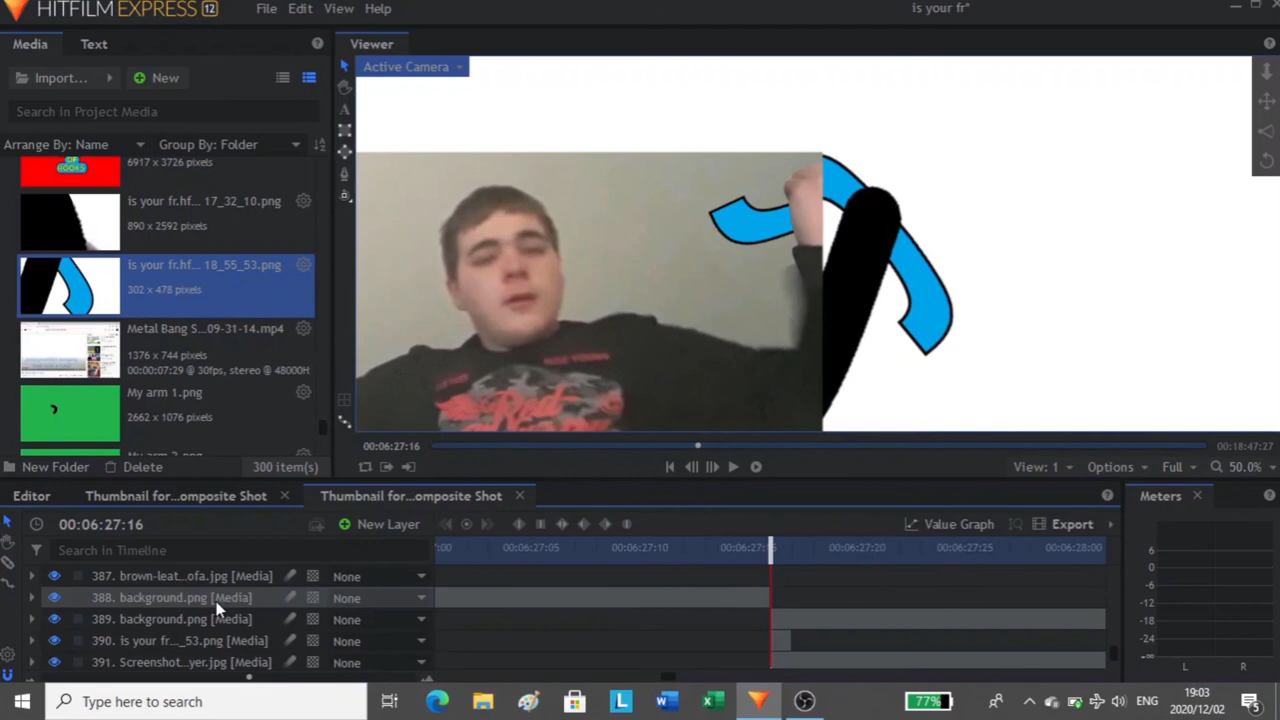 HITFILM EXPRESS 12
File Edit View Help
is your fr*
Media Text
Viewer
Import... New
Active Camera
Search in Project Media
Arrange By: Name Group By: Folder
6917 x 3726 pixels
is your fr.hf... 17_32_10.png
890 x 2592 pixels
is your fr.hf... 18_55_53.png
302 x 478 pixels
Metal Bang S...09-31-14.mp4
1376 x 744 pixels
00:00:07:29 @ 30fps, stereo @ 48000H
My arm 1.png
2662 x 1076 pixels
New Folder Delete 300 item(s)
00:06:27:16
00:18:47:27
View: 1 Options Full 50.0%
Editor Thumbnail for...omposite Shot Thumbnail for...omposite Shot
Meters
00:06:27:16
New Layer
Value Graph
Export
Search in Timeline
:00 00:06:27:05 00:06:27:10 00:06:27:15 00:06:27:20 00:06:27:25 00:06:28:00
387. brown-leat...ofa.jpg [Media] None
388. background.png [Media] None
389. background.png [Media] None
390. is your fr..._53.png [Media] None
391. Screenshot...yer.jpg [Media] None
6
0
-6
-12
-18
-24
-∞
L R
Type here to search
77%
ENG
19:03
2020/12/02
5